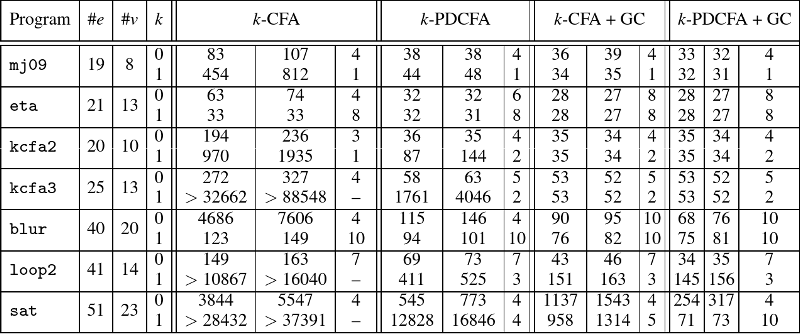 Program #e #v k k-CFA k-PDCFA k-CFA + GC k-PDCFA + GC
mj09 19 8 0 83 107 4 38 38 4 36 39 4 33 32 4
1 454 812 1 44 48 1 34 35 1 32 31 1
eta 21 13 0 63 74 4 32 32 6 28 27 8 28 27 8
1 33 33 8 32 31 8 28 27 8 28 27 8
kcfa2 20 10 0 194 236 3 36 35 4 35 34 4 35 34 4
1 970 1935 1 87 144 2 35 34 2 35 34 2
kcfa3 25 13 0 272 327 4 58 63 5 53 52 5 53 52 5
1 > 32662 > 88548 – 1761 4046 2 53 52 2 53 52 2
blur 40 20 0 4686 7606 4 115 146 4 90 95 10 68 76 10
1 123 149 10 94 101 10 76 82 10 75 81 10
loop2 41 14 0 149 163 7 69 73 7 43 46 7 34 35 7
1 > 10867 > 16040 – 411 525 3 151 163 3 145 156 3
sat 51 23 0 3844 5547 4 545 773 4 1137 1543 4 254 317 4
1 > 28432 > 37391 – 12828 16846 4 958 1314 5 71 73 10